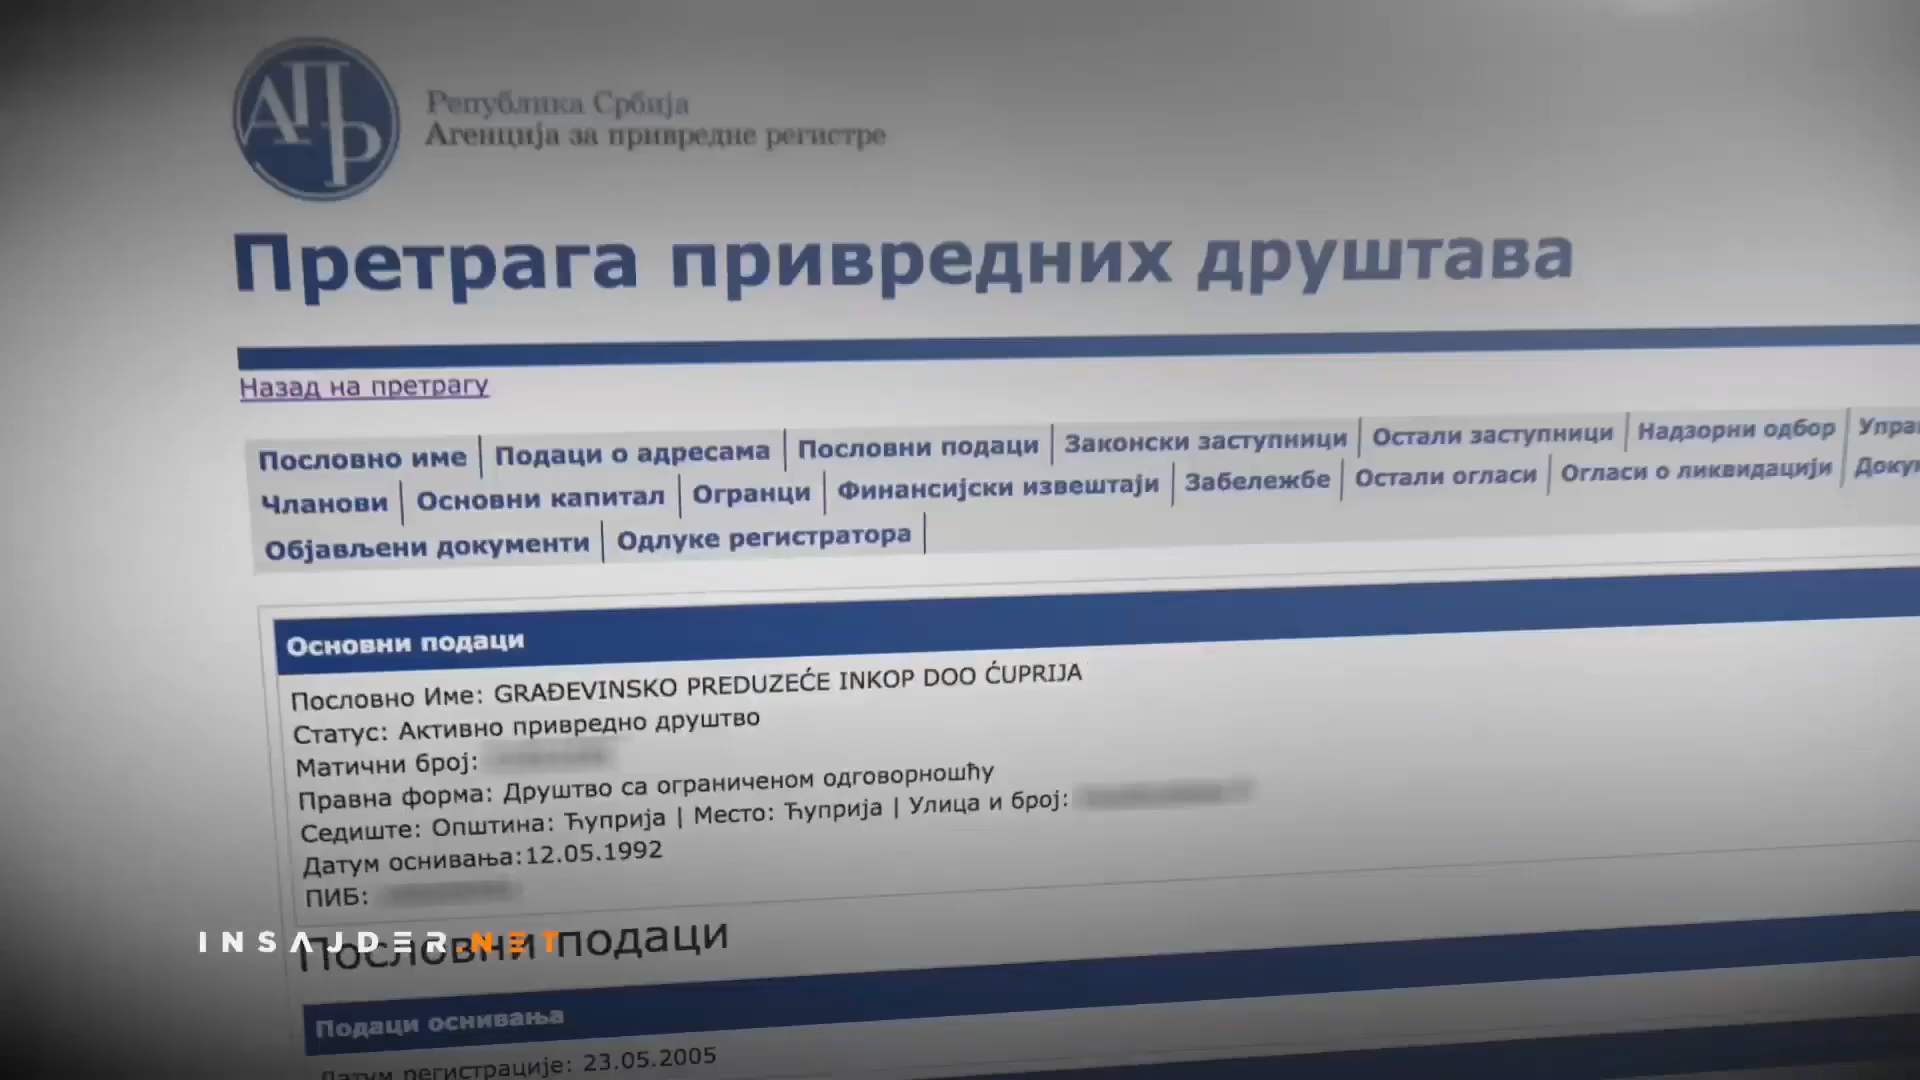 АПР
Република Србија
Агенција за привредне регистре
Претрага привредних друштава
Назад на претрагу
Пословно име | Подаци о адресама | Пословни подаци | Законски заступници | Остали заступници | Надзорни одбор
Чланови | Основни капитал | Огранци | Финансијски извештаји | Забележбе | Остали огласи | Огласи о ликвидацији
Објављени документи | Одлуке регистратора |
Основни подаци
Пословно Име: GRAĐEVINSKO PREDUZEĆE INKOP DOO ĆUPRIJA
Статус: Активно привредно друштво
Матични број:
Правна форма: Друштво са ограниченом одговорношћу
Седиште: Општина: Ћуприја | Место: Ћуприја | Улица и број:
Датум оснивања:12.05.1992
ПИБ:
INSAJDER.NET
Пословни подаци
Подаци оснивања
Датум регистрације: 23.05.2005